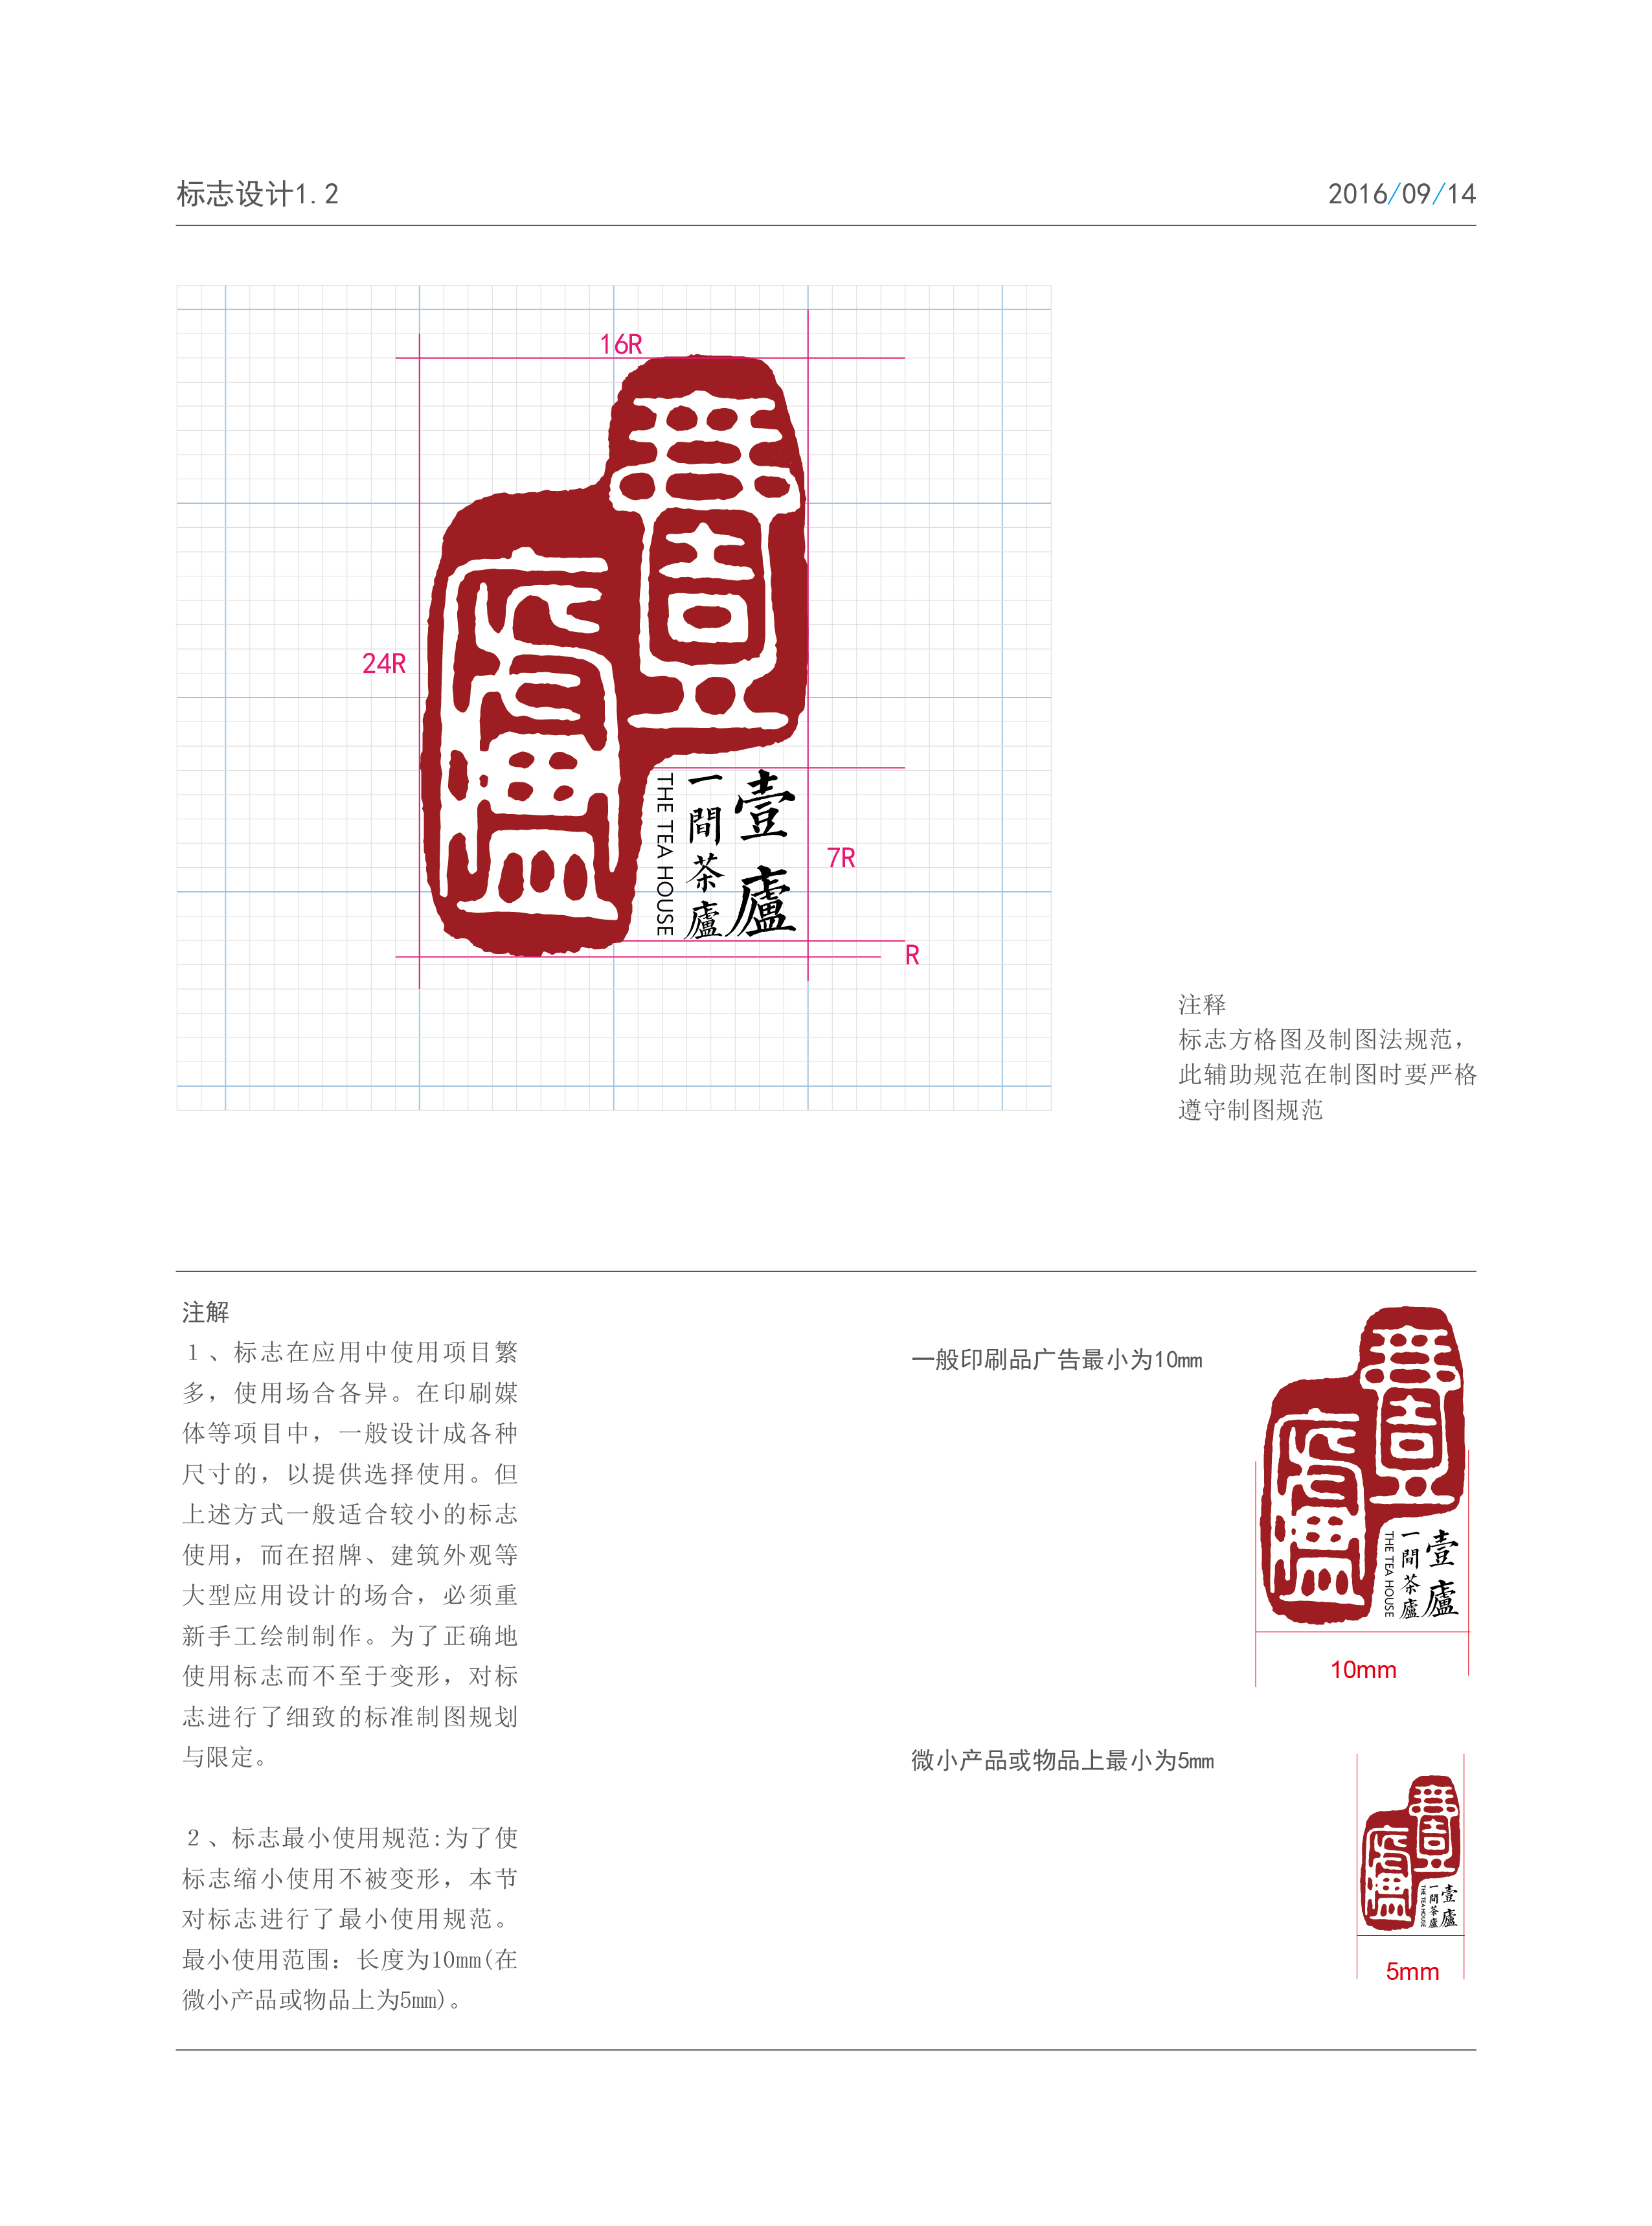 标志设计1.2
2016/09/14
16R
24R
壹廬
一間茶廬
THE TEA HOUSE
7R
R
注释
标志方格图及制图法规范，
此辅助规范在制图时要严格
遵守制图规范
注解
1、标志在应用中使用项目繁
多，使用场合各异。在印刷媒
体等项目中，一般设计成各种
尺寸的，以提供选择使用。但
上述方式一般适合较小的标志
使用，而在招牌、建筑外观等
大型应用设计的场合，必须重
新手工绘制制作。为了正确地
使用标志而不至于变形，对标
志进行了细致的标准制图规划
与限定。
2、标志最小使用规范:为了使
标志缩小使用不被变形，本节
对标志进行了最小使用规范。
最小使用范围：长度为10mm(在
微小产品或物品上为5mm)。
一般印刷品广告最小为10mm
壹廬
一間茶廬
THE TEA HOUSE
10mm
微小产品或物品上最小为5mm
壹廬
一間茶廬
THE TEA HOUSE
5mm